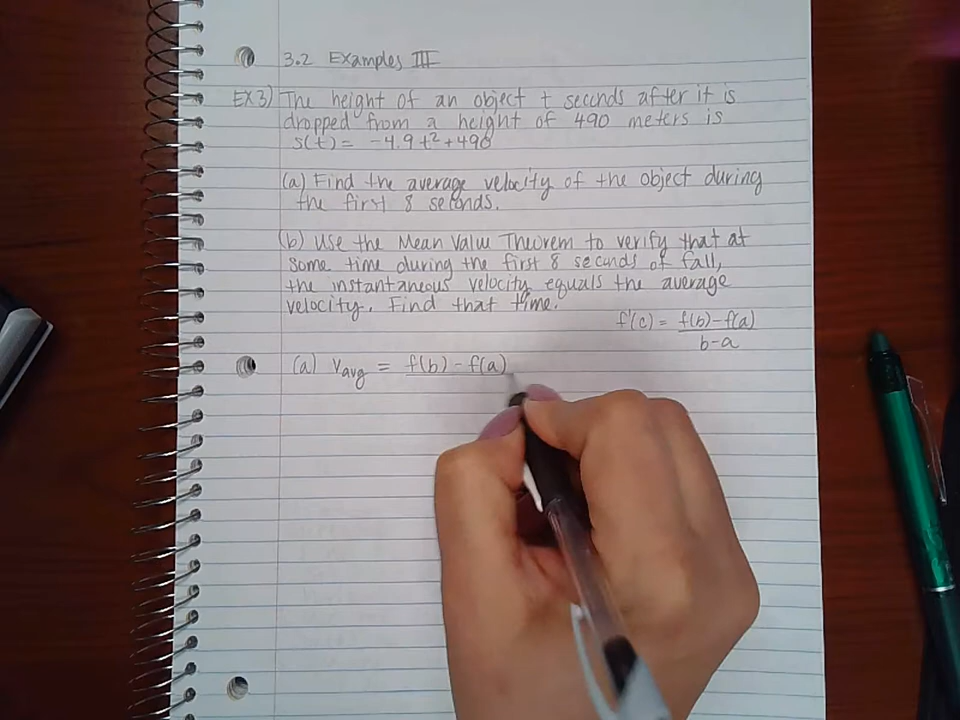 3.2 Examples III
EX 3) The height of an object t seconds after it is
dropped from a height of 490 meters is
s(t) = -4.9t²+490
(a) Find the average velocity of the object during
the first 8 seconds.
(b) Use the Mean Value Theorem to verify that at
some time during the first 8 seconds of fall,
the instantaneous velocity equals the average
velocity. Find that time.
f'(c) = f(b)-f(a)
b-a
(a) Vavg = f(b) - f(a)